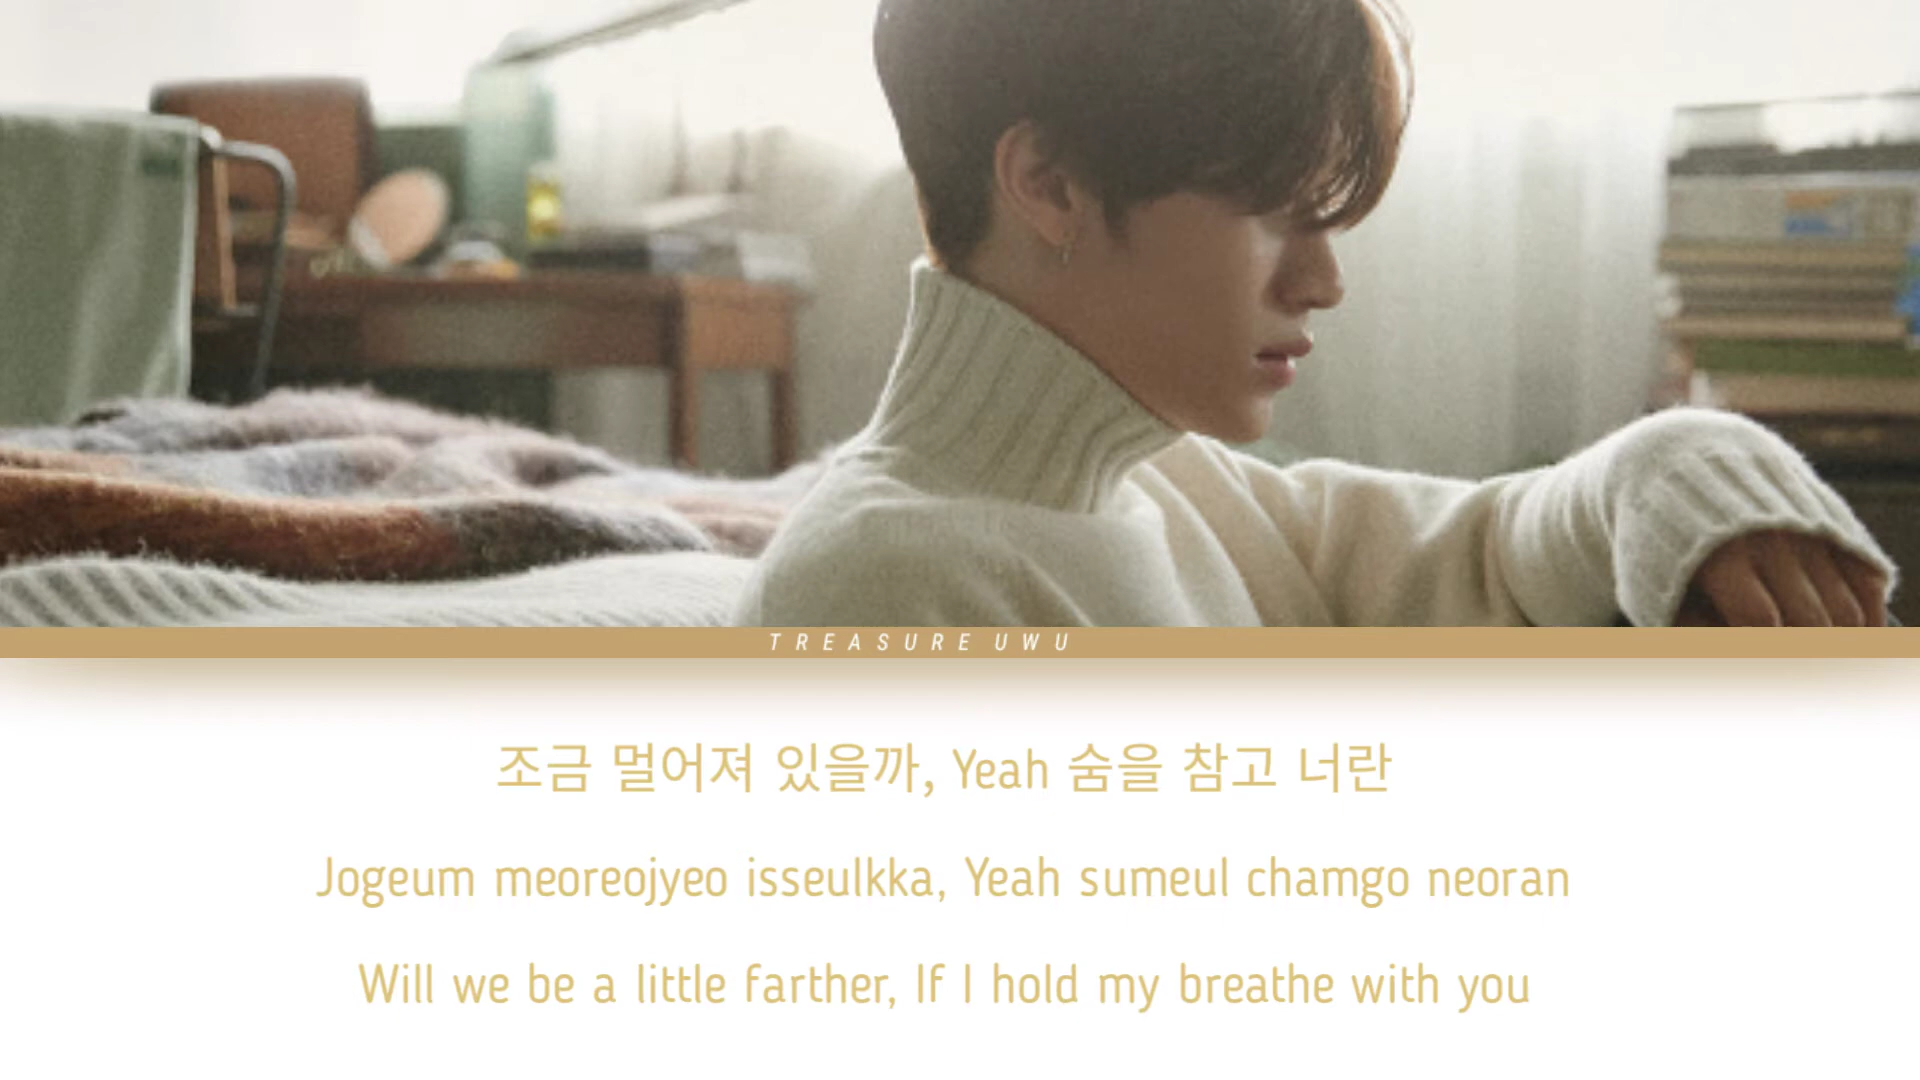 TREASURE UWU
조금 멀어져 있을까, Yeah 숨을 참고 너란
Jogeum meoreojyeo isseulkka, Yeah sumeul chamgo neoran
Will we be a little farther, If I hold my breathe with you